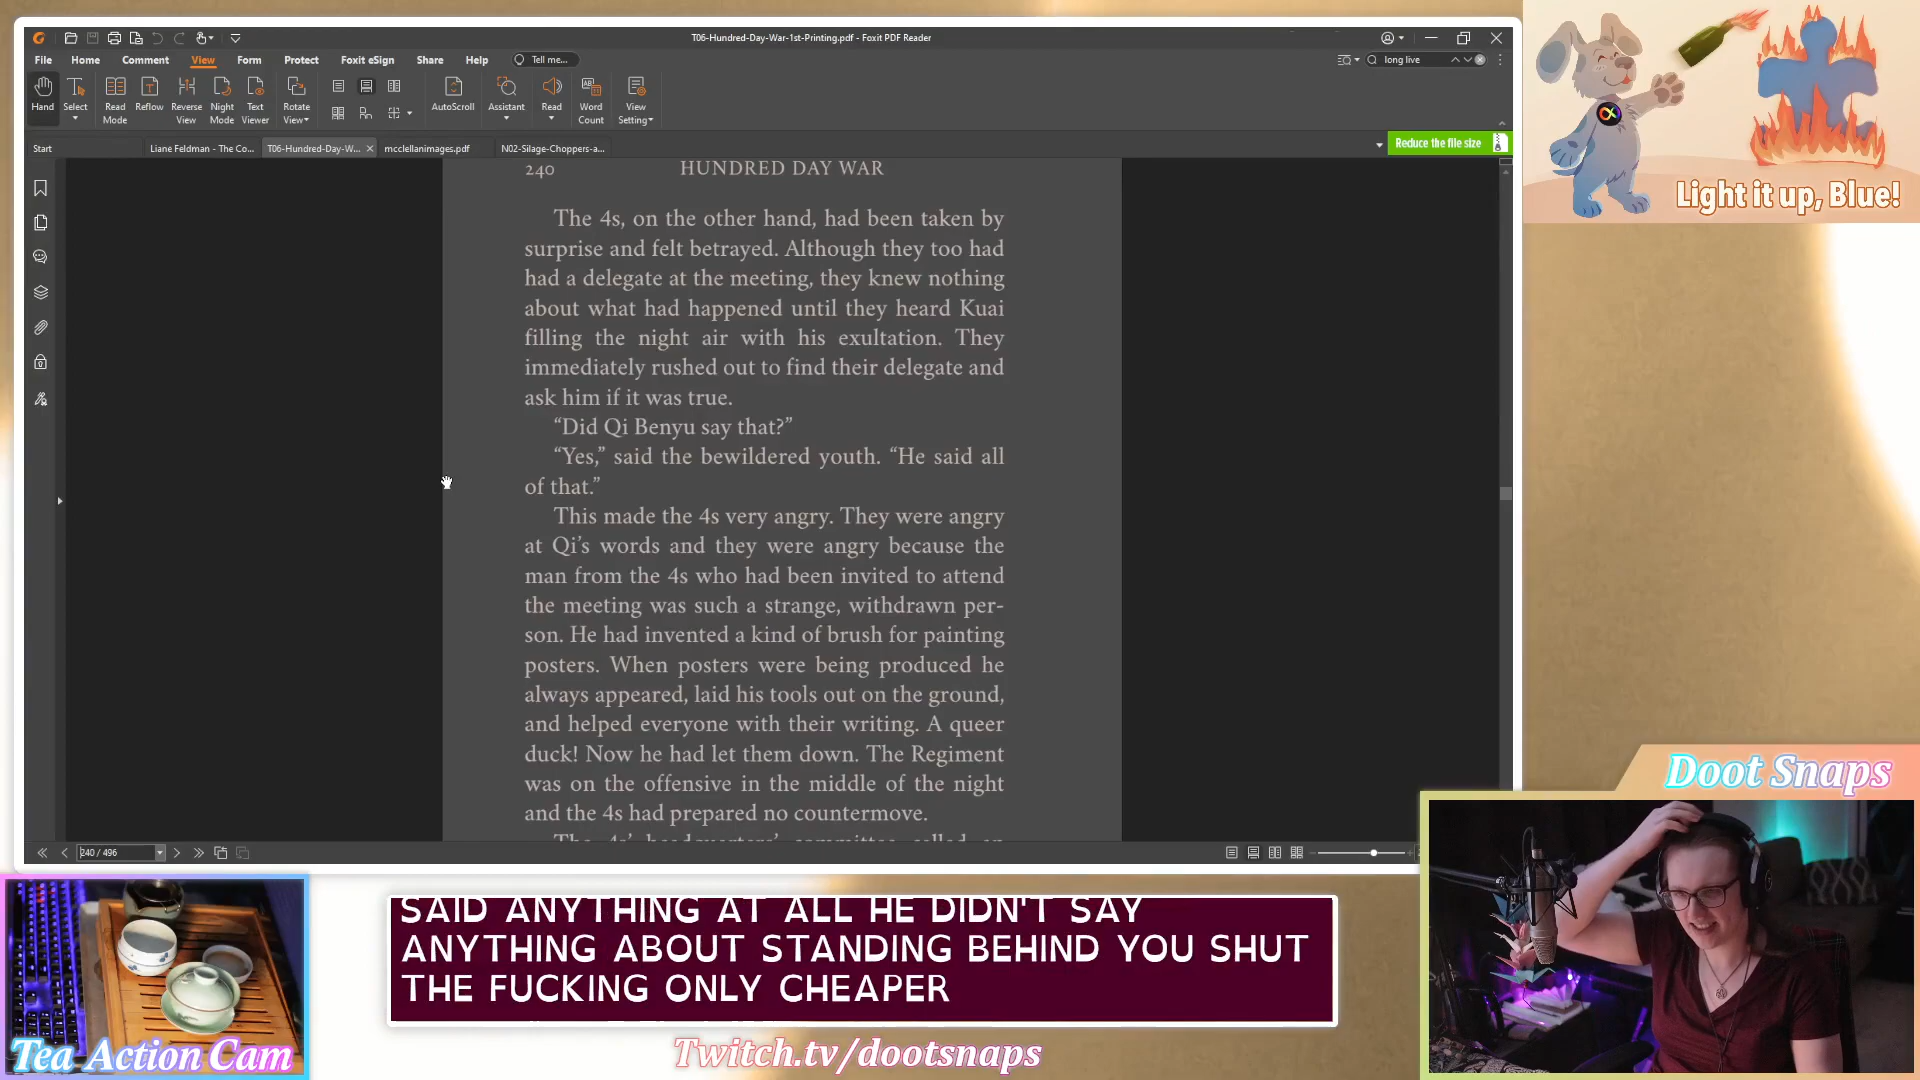 T06-Hundred-Day-War-1st-Printing.pdf - Foxit PDF Reader
File Home Comment View Form Protect Foxit eSign Share Help Tell me... long live
Hand Select Read Mode Reflow Reverse View Night Mode Text Viewer Rotate View AutoScroll Assistant Read Word Count View Setting
Start Liane Feldman - The Co... T06-Hundred-Day-W... mcclellanimages.pdf N02-Silage-Choppers-a... Reduce the file size
Light it up, Blue!
240 HUNDRED DAY WAR
The 4s, on the other hand, had been taken by
surprise and felt betrayed. Although they too had
had a delegate at the meeting, they knew nothing
about what had happened until they heard Kuai
filling the night air with his exultation. They
immediately rushed out to find their delegate and
ask him if it was true.
“Did Qi Benyu say that?”
“Yes,” said the bewildered youth. “He said all
of that.”
This made the 4s very angry. They were angry
at Qi’s words and they were angry because the
man from the 4s who had been invited to attend
the meeting was such a strange, withdrawn per-
son. He had invented a kind of brush for painting
posters. When posters were being produced he
always appeared, laid his tools out on the ground,
and helped everyone with their writing. A queer
duck! Now he had let them down. The Regiment
was on the offensive in the middle of the night
and the 4s had prepared no countermove.
The 4s’ headquarters’ committee called an
240 / 496
Doot Snaps
SAID ANYTHING AT ALL HE DIDN'T SAY
ANYTHING ABOUT STANDING BEHIND YOU SHUT
THE FUCKING ONLY CHEAPER
Tea Action Cam
Twitch.tv/dootsnaps